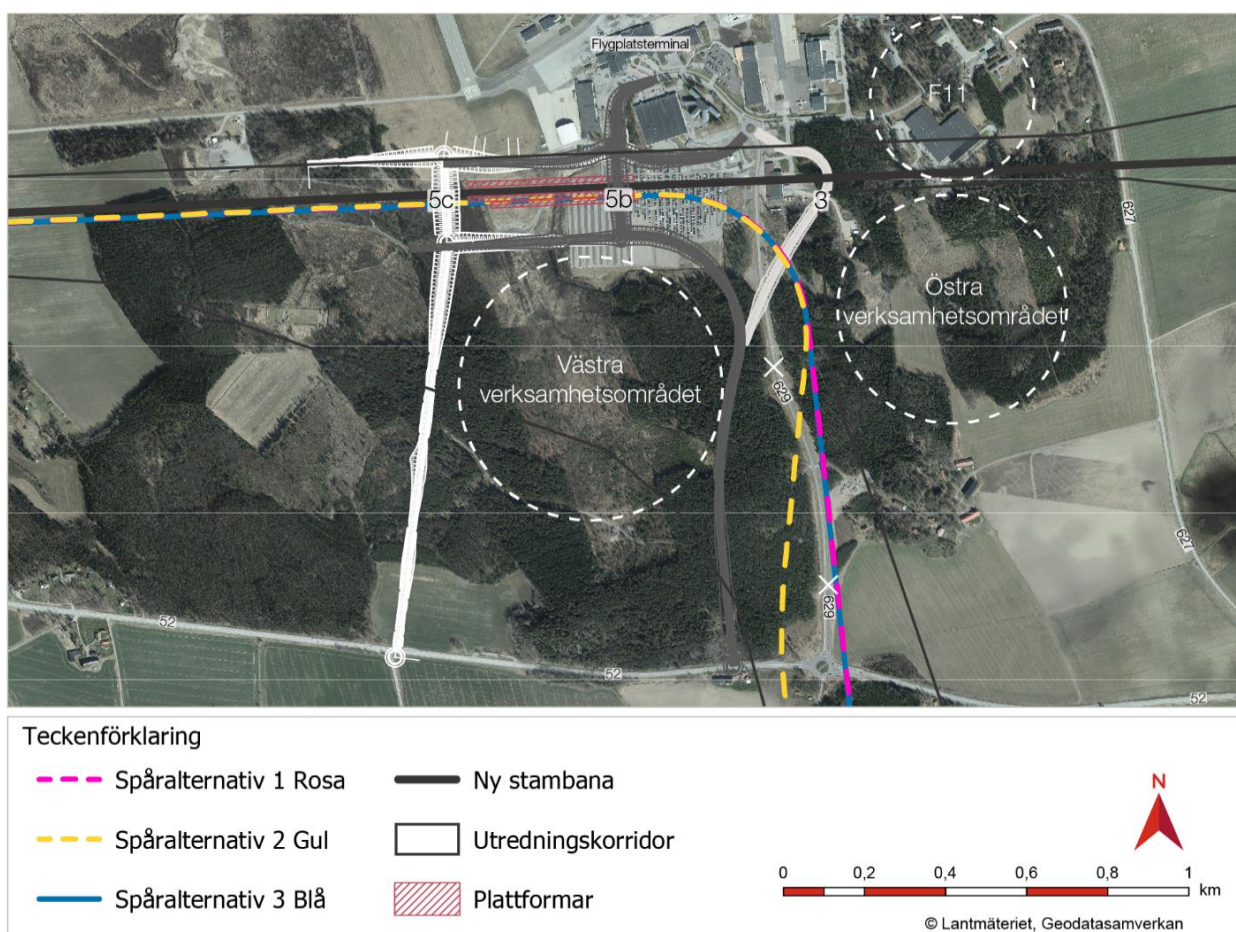 Flygplatsterminal
F11
5c
5b
3
627
Östra
verksamhetsområdet
Västra
verksamhetsområdet
629
627
629
52
52
52
Teckenförklaring
Spåralternativ 1 Rosa
Ny stambana
N
Spåralternativ 2 Gul
Utredningskorridor
0 0,2 0,4 0,6 0,8 1
km
Spåralternativ 3 Blå
Plattformar
© Lantmäteriet, Geodatasamverkan